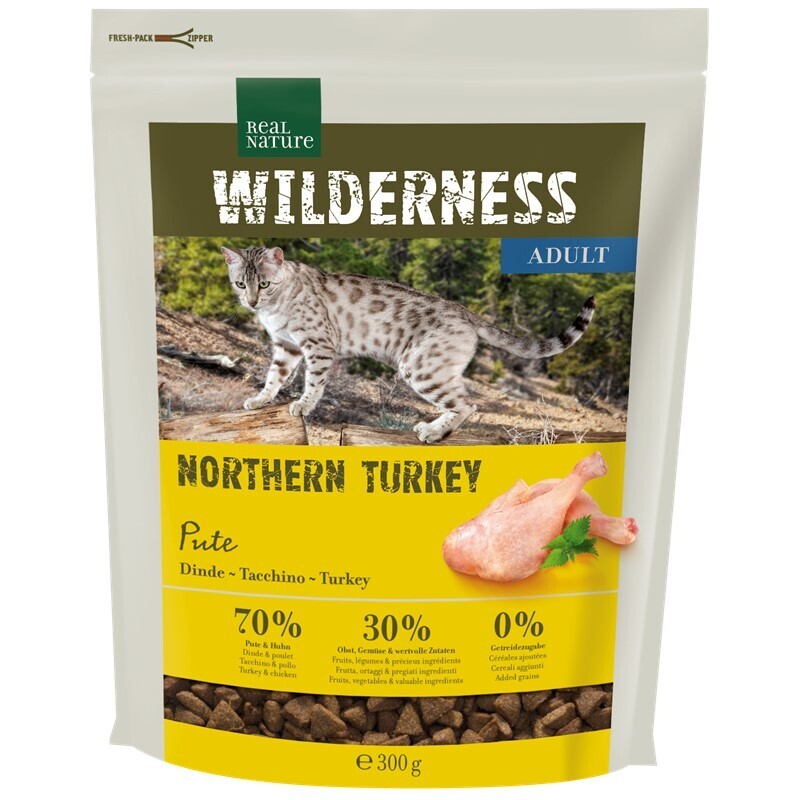 FRESH-PACK ZIPPER
REAL
NATURE
WILDERNESS
ADULT
NORTHERN TURKEY
Pute
Dinde ~ Tacchino ~ Turkey
70%
Pute & Huhn
Dinde & poulet
Tacchino & pollo
Turkey & chicken
30%
Obst, Gemüse & wertvolle Zutaten
Fruits, légumes & précieux ingrédients
Frutta, ortaggi & pregiati ingredienti
Fruits, vegetables & valuable ingredients
0%
Getreidezugabe
Céréales ajoutées
Cereali aggiunti
Added grains
℮ 300 g